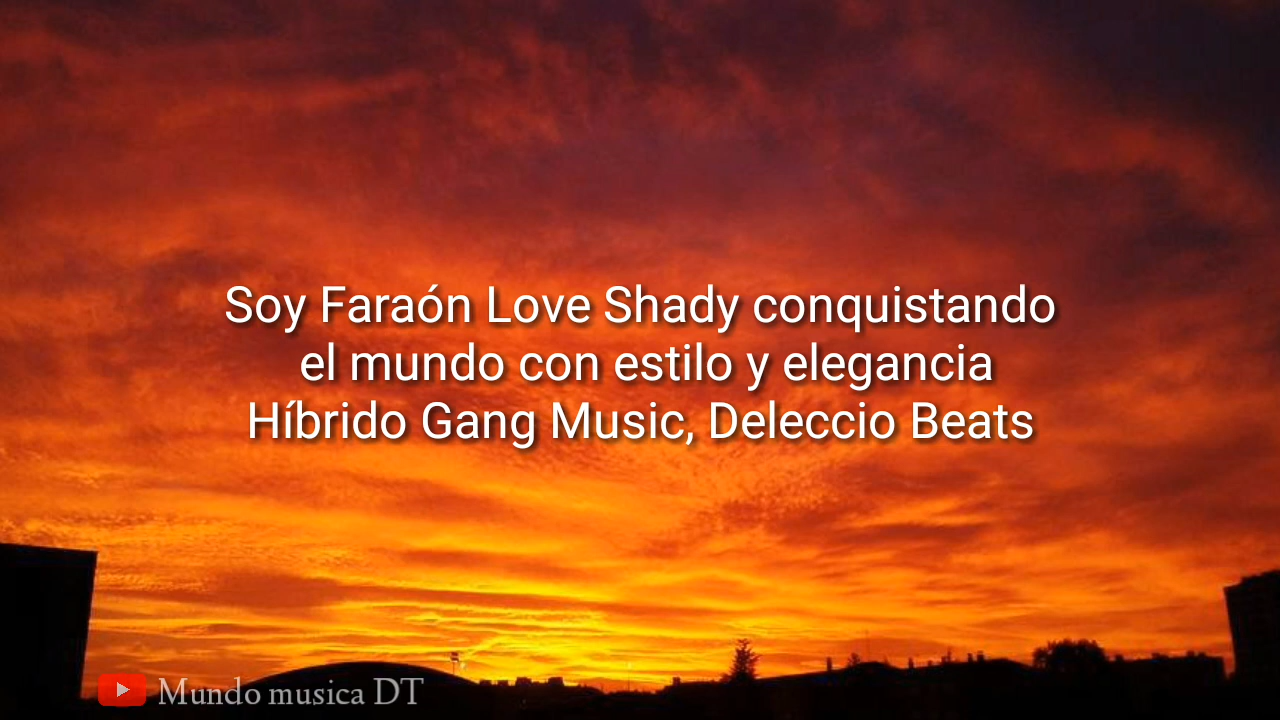 Soy Faraón Love Shady conquistando
el mundo con estilo y elegancia
Híbrido Gang Music, Deleccio Beats
Mundo musica DT